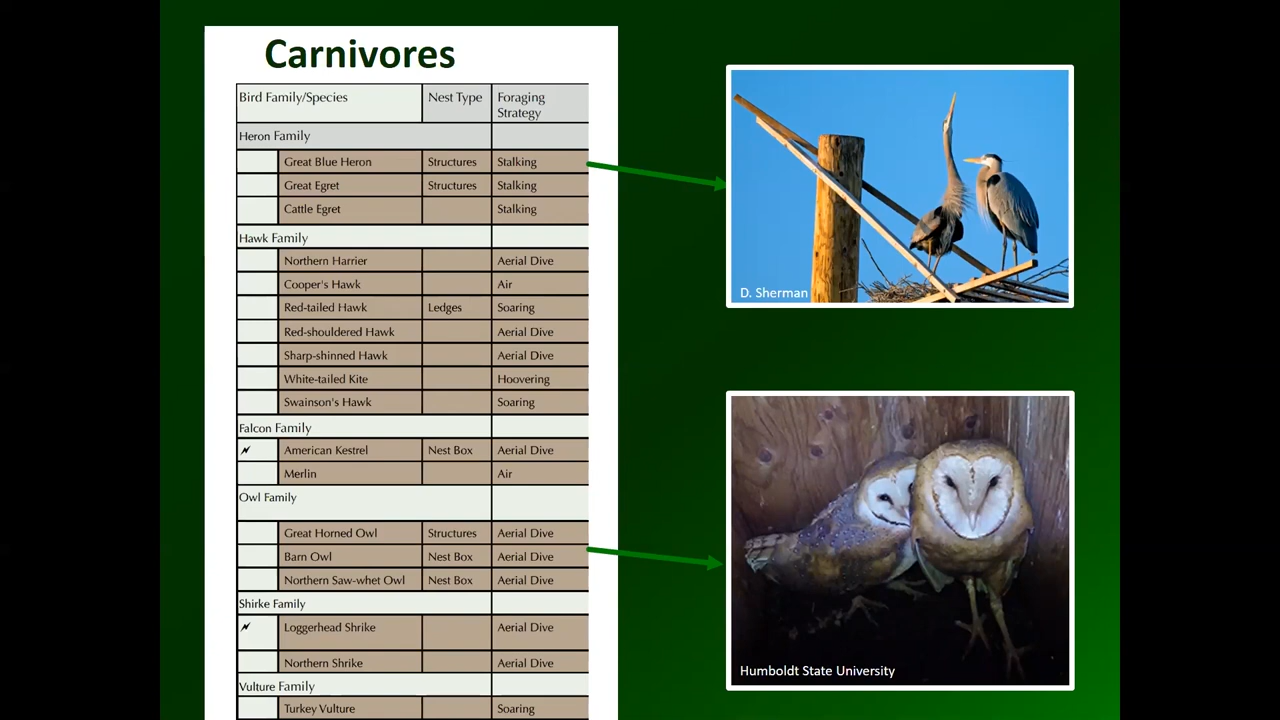 Carnivores
Bird Family/Species Nest Type Foraging Strategy
Heron Family
Great Blue Heron Structures Stalking
Great Egret Structures Stalking
Cattle Egret Stalking
Hawk Family
Northern Harrier Aerial Dive
Cooper's Hawk Air
Red-tailed Hawk Ledges Soaring
Red-shouldered Hawk Aerial Dive
Sharp-shinned Hawk Aerial Dive
White-tailed Kite Hoovering
Swainson's Hawk Soaring
Falcon Family
American Kestrel Nest Box Aerial Dive
Merlin Air
Owl Family
Great Horned Owl Structures Aerial Dive
Barn Owl Nest Box Aerial Dive
Northern Saw-whet Owl Nest Box Aerial Dive
Shirke Family
Loggerhead Shrike Aerial Dive
Northern Shrike Aerial Dive
Vulture Family
Turkey Vulture Soaring
D. Sherman
Humboldt State University